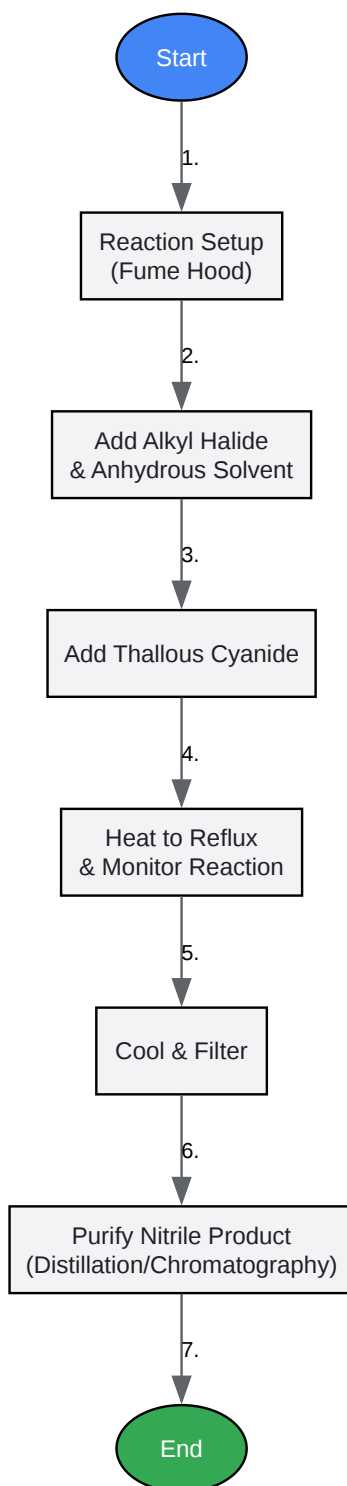 Start
1.
Reaction Setup
(Fume Hood)
2.
Add Alkyl Halide
& Anhydrous Solvent
3.
Add Thallous Cyanide
4.
Heat to Reflux
& Monitor Reaction
5.
Cool & Filter
6.
Purify Nitrile Product
(Distillation/Chromatography)
7.
End